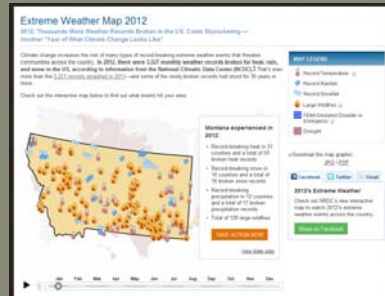 Extreme Weather Map 2012
2012: Thousands More Weather Records Broken in the US, Costs Skyrocketing —
Another "Year of What Climate Change Looks Like"
Climate change increases the risk of many types of record-breaking extreme weather events that threaten
communities across the country. In 2012, there were 3,527 monthly weather records broken for heat, rain,
and snow in the US, according to information from the National Climatic Data Center (NCDC). That's even
more than the 3,251 records smashed in 2011—and some of the newly-broken records had stood for 30 years or
more.
Check out the interactive map below to find out what events hit your area.
MAP LEGEND
Record Temperature
Record Rainfall
Record Snowfall
Large Wildfires
FEMA-Declared Disaster or
Emergency
Drought
Montana experienced in
2012:
Record-breaking heat in
counties and a total of
broken heat records
Record-breaking snow in
10 counties and a total of
broken snow records
Record-breaking
precipitation in 12 counties
and a total of 17 broken
precipitation records
Total of 120 large wildfires
TAKE ACTION NOW
View State data
Download the map graphic:
JPG / PDF
Facebook Twitter Email
2012's Extreme Weather!
Check out NRDC's new interactive
map to watch 2012's extreme
weather events across the country.
Share on Facebook
Jan Feb Mar Apr May Jun Jul Aug Sep Oct Nov Dec